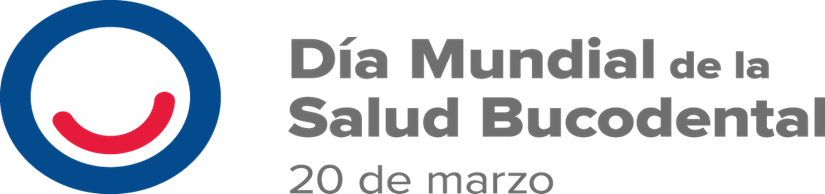 Día Mundial de la
Salud Bucodental
20 de marzo